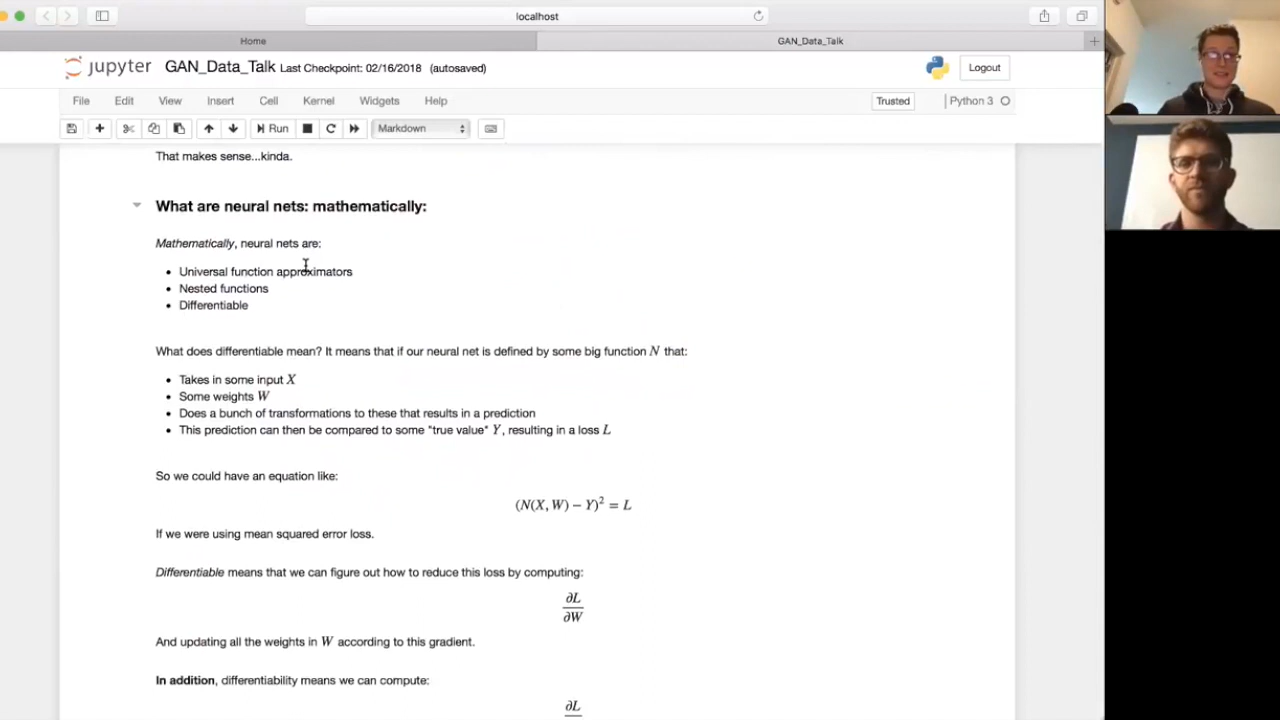 localhost
Home
GAN_Data_Talk
jupyter GAN_Data_Talk Last Checkpoint: 02/16/2018 (autosaved)
Logout
File Edit View Insert Cell Kernel Widgets Help
Trusted
Python 3
Run
Markdown
That makes sense...kinda.
What are neural nets: mathematically:
Mathematically, neural nets are:
• Universal function approximators
• Nested functions
• Differentiable
What does differentiable mean? It means that if our neural net is defined by some big function N that:
• Takes in some input X
• Some weights W
• Does a bunch of transformations to these that results in a prediction
• This prediction can then be compared to some "true value" Y, resulting in a loss L
So we could have an equation like:
(N(X, W) − Y)² = L
If we were using mean squared error loss.
Differentiable means that we can figure out how to reduce this loss by computing:
∂L
∂W
And updating all the weights in W according to this gradient.
In addition, differentiability means we can compute:
∂L